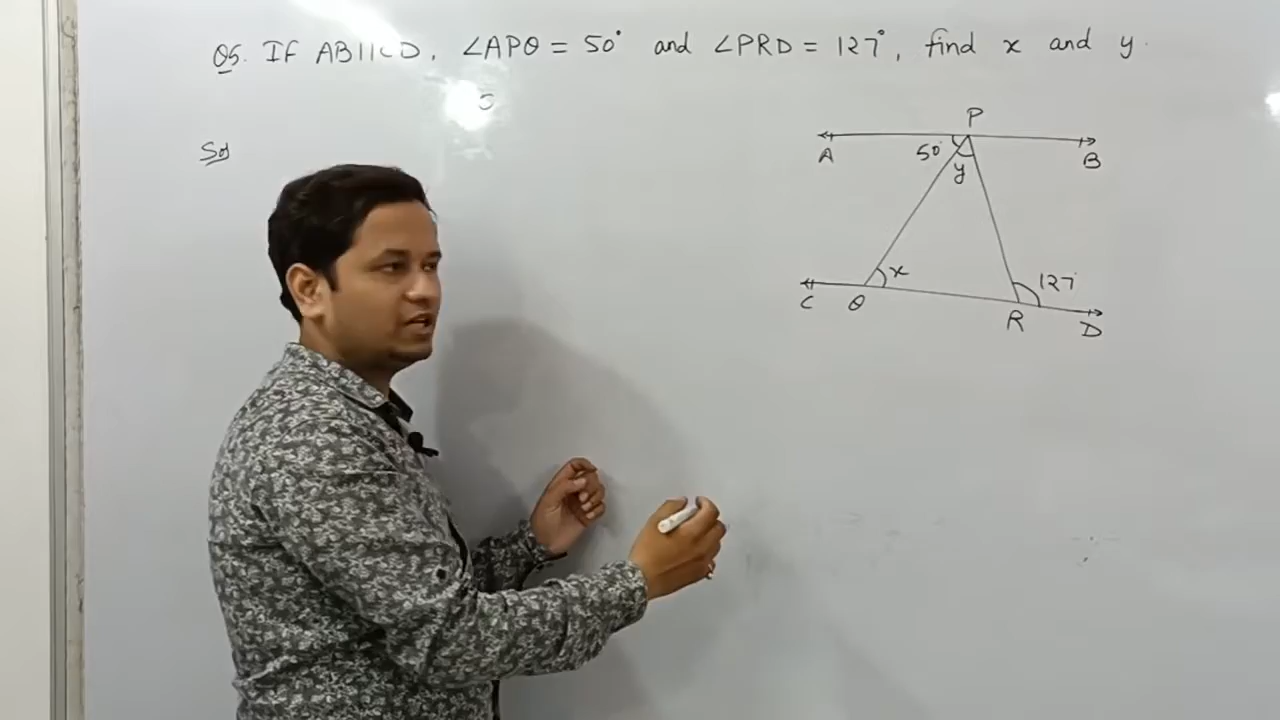 Q5. If AB||CD, ∠APQ = 50° and ∠PRD = 127°, find x and y.
Sol
P
A 50° B
y
x 127°
C Q R D